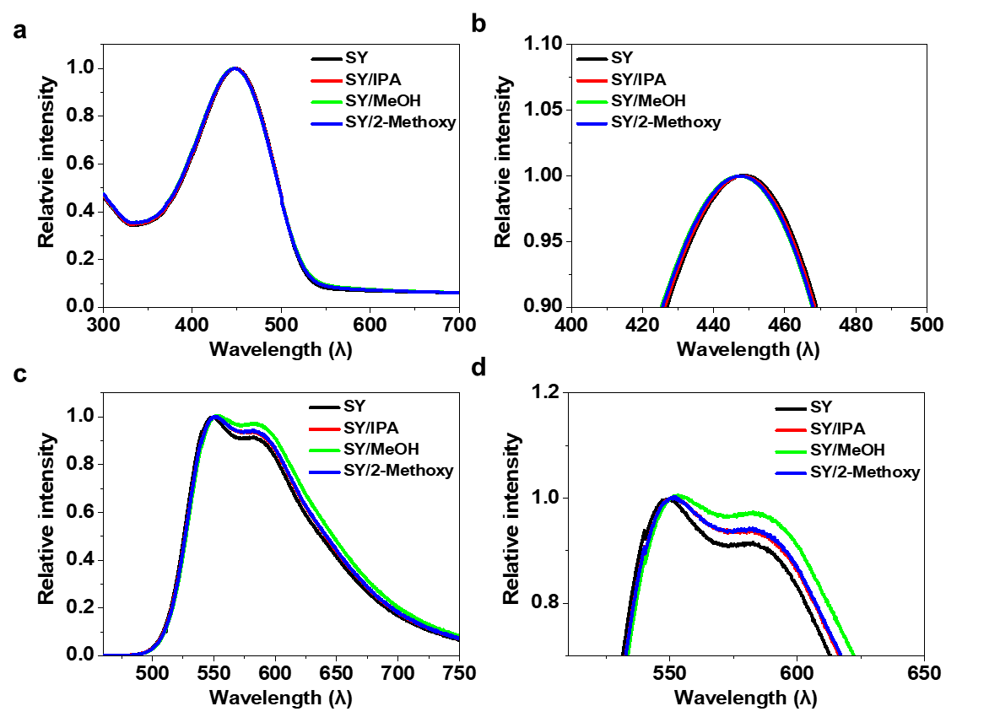 a
Relatvie intensity
1.0
0.8
0.6
0.4
0.2
0.0
SY
SY/IPA
SY/MeOH
SY/2-Methoxy
300 400 500 600 700
Wavelength (λ)
b
Relatvie intensity
1.10
1.05
1.00
0.95
0.90
SY
SY/IPA
SY/MeOH
SY/2-Methoxy
400 420 440 460 480 500
Wavelength (λ)
c
Relative intensity
1.0
0.8
0.6
0.4
0.2
0.0
SY
SY/IPA
SY/MeOH
SY/2-Methoxy
500 550 600 650 700 750
Wavelength (λ)
d
Relative intensity
1.2
1.0
0.8
SY
SY/IPA
SY/MeOH
SY/2-Methoxy
550 600 650
Wavelength (λ)